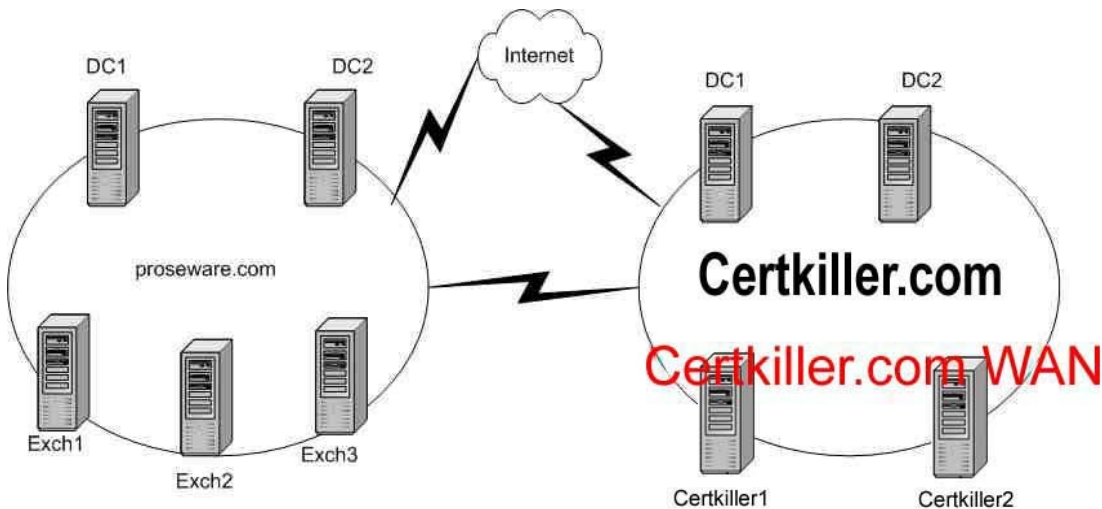 Internet
DC1
DC2
DC1
DC2
proseware.com
Certkiller.com
Certkiller.com WAN
Exch1
Exch2
Exch3
Certkiller1
Certkiller2